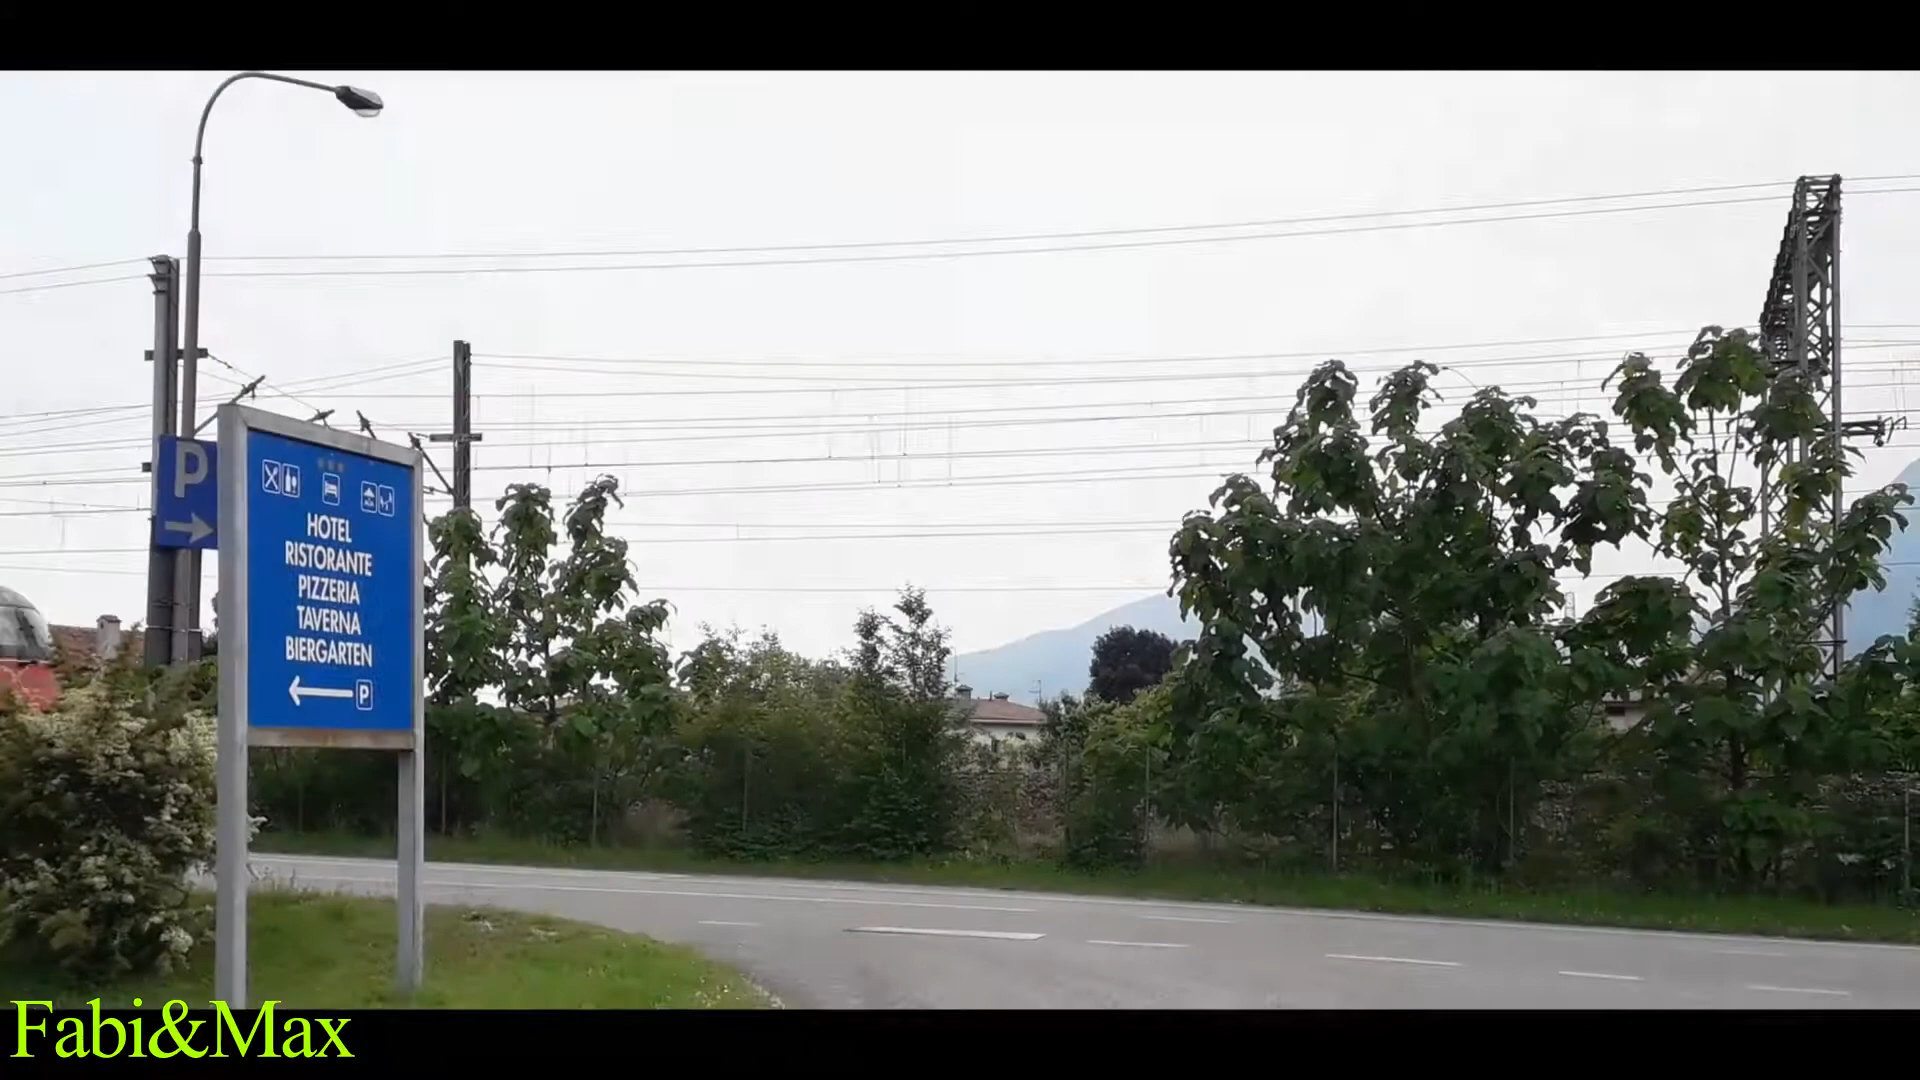 P
HOTEL
RISTORANTE
PIZZERIA
TAVERNA
BIERGARTEN
P
Fabi&Max